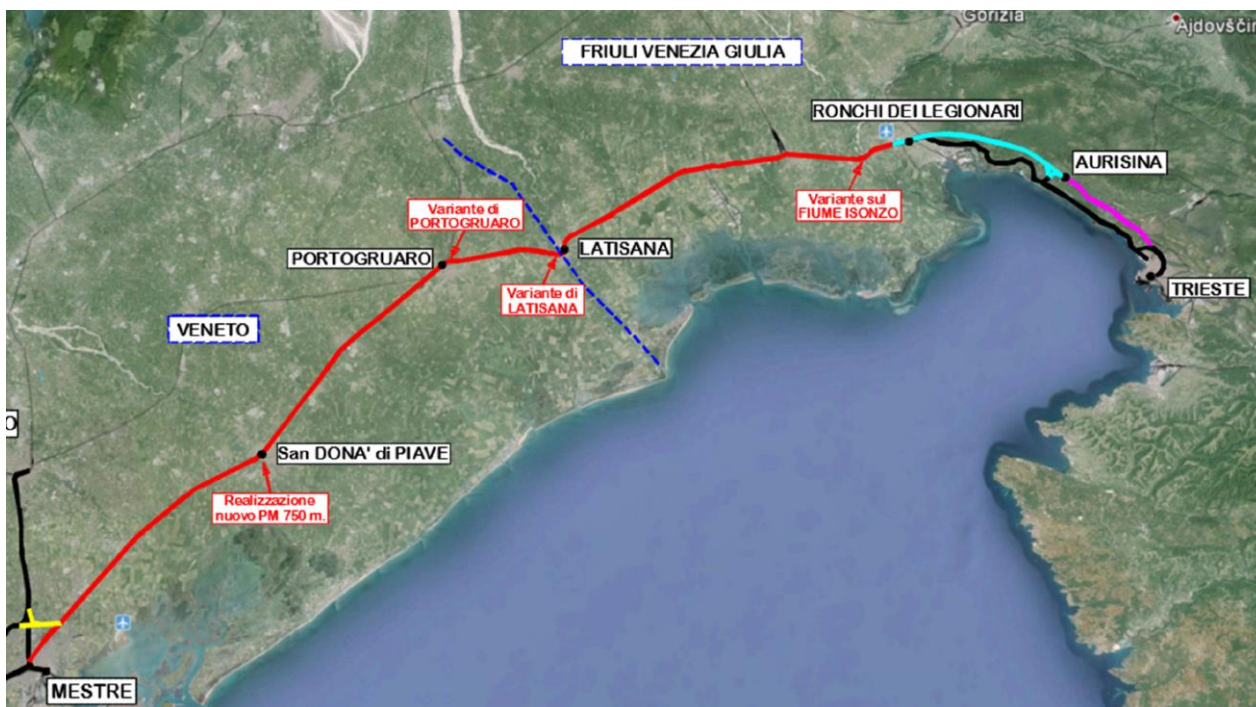 Gorizia
Ajdovščin
FRIULI VENEZIA GIULIA
RONCHI DEI LEGIONARI
AURISINA
Variante sul
FIUME ISONZO
Variante di
PORTOGRUARO
LATISANA
PORTOGRUARO
Variante di
LATISANA
TRIESTE
VENETO
O
San DONA' di PIAVE
Realizzazione
nuovo PM 750 m.
MESTRE